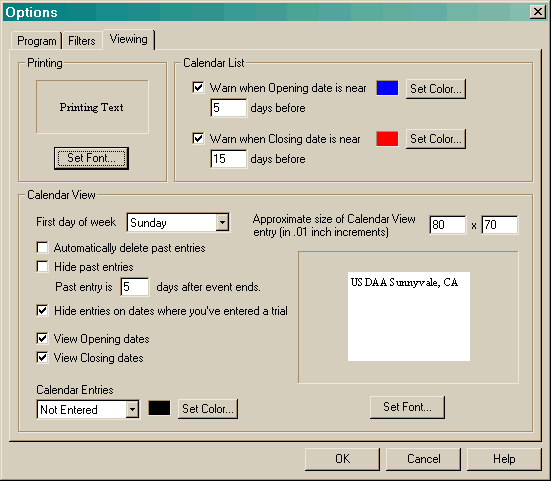 Options
Program Filters Viewing
Printing
Printing Text
Set Font...
Calendar List
Warn when Opening date is near Set Color...
5 days before
Warn when Closing date is near Set Color...
15 days before
Calendar View
First day of week Sunday
Automatically delete past entries
Hide past entries
Past entry is 5 days after event ends.
Hide entries on dates where you've entered a trial
View Opening dates
View Closing dates
Calendar Entries
Not Entered Set Color...
Approximate size of Calendar View
entry (in .01 inch increments) 80 x 70
USDAA Sunnyvale, CA
Set Font...
OK Cancel Help